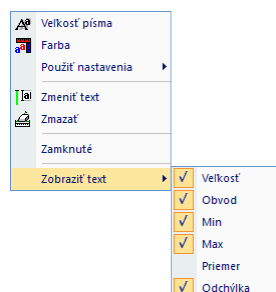 Veľkosť písma
Farba
Použiť nastavenia
Zmeniť text
Zmazať
Zamknuté
Zobraziť text
Veľkosť
Obvod
Min
Max
Priemer
Odchýlka